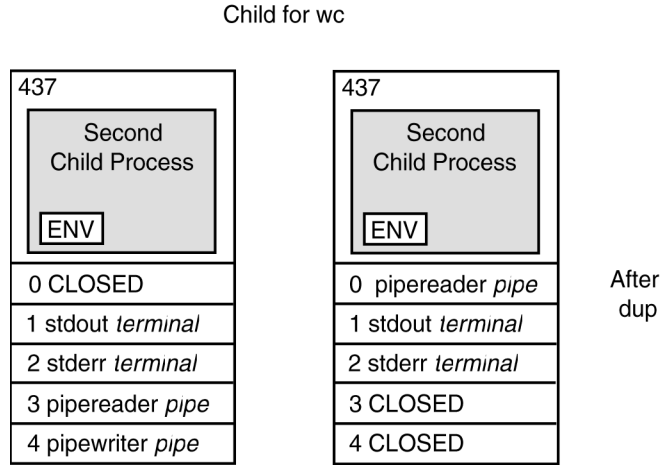 Child for wc
437
Second
Child Process
ENV
0 CLOSED
1 stdout terminal
2 stderr terminal
3 pipereader pipe
4 pipewriter pipe
437
Second
Child Process
ENV
0 pipereader pipe
1 stdout terminal
2 stderr terminal
3 CLOSED
4 CLOSED
After
dup